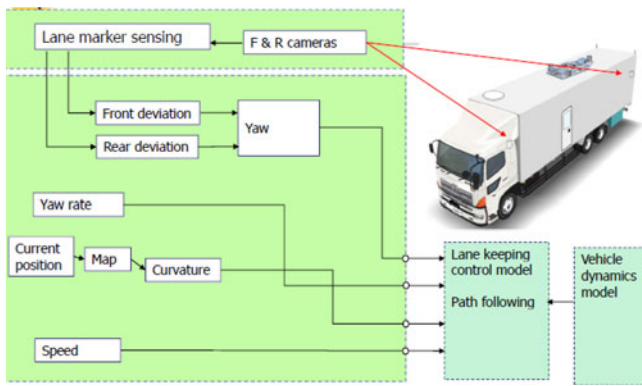 Lane marker sensing
F & R cameras
Front deviation
Yaw
Rear deviation
Yaw rate
Current
position
Map
Curvature
Speed
Lane keeping
control model
Path following
Vehicle
dynamics
model